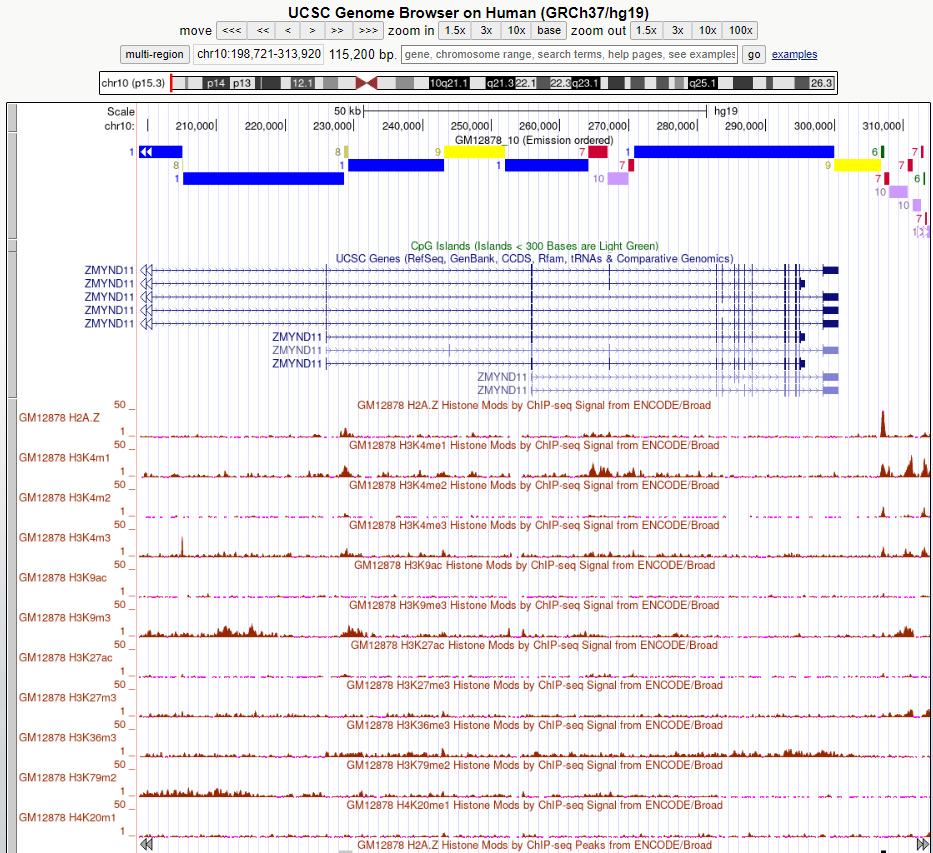 UCSC Genome Browser on Human (GRCh37/hg19)
move <<< << < > >> >>> zoom in 1.5x 3x 10x base zoom out 1.5x 3x 10x 100x
multi-region chr10:198,721-313,920 115,200 bp. gene, chromosome range, search terms, help pages, see examples go examples
chr10 (p15.3) p14 p13 12.1 10q21.1 q21.3 22.1 22.3 q23.1 q25.1 26.3
Scale 50 kb hg19
chr10: 210,000 220,000 230,000 240,000 250,000 260,000 270,000 280,000 290,000 300,000 310,000
GM12878_10 (Emission ordered)
1 8 9 7 1 6 7
8 1 1 7 9 7
1 10 7 6
10
10
7
CpG Islands (Islands < 300 Bases are Light Green)
UCSC Genes (RefSeq, GenBank, CCDS, Rfam, tRNAs & Comparative Genomics)
ZMYND11
ZMYND11
ZMYND11
ZMYND11
ZMYND11
ZMYND11
ZMYND11
ZMYND11
ZMYND11
ZMYND11
50 GM12878 H2A.Z Histone Mods by ChIP-seq Signal from ENCODE/Broad
GM12878 H2A.Z
1
50 GM12878 H3K4me1 Histone Mods by ChIP-seq Signal from ENCODE/Broad
GM12878 H3K4m1
1
50 GM12878 H3K4me2 Histone Mods by ChIP-seq Signal from ENCODE/Broad
GM12878 H3K4m2
1
50 GM12878 H3K4me3 Histone Mods by ChIP-seq Signal from ENCODE/Broad
GM12878 H3K4m3
1
50 GM12878 H3K9ac Histone Mods by ChIP-seq Signal from ENCODE/Broad
GM12878 H3K9ac
1
50 GM12878 H3K9me3 Histone Mods by ChIP-seq Signal from ENCODE/Broad
GM12878 H3K9m3
1
50 GM12878 H3K27ac Histone Mods by ChIP-seq Signal from ENCODE/Broad
GM12878 H3K27ac
1
50 GM12878 H3K27me3 Histone Mods by ChIP-seq Signal from ENCODE/Broad
GM12878 H3K27m3
1
50 GM12878 H3K36me3 Histone Mods by ChIP-seq Signal from ENCODE/Broad
GM12878 H3K36m3
1
50 GM12878 H3K79me2 Histone Mods by ChIP-seq Signal from ENCODE/Broad
GM12878 H3K79m2
1
50 GM12878 H4K20me1 Histone Mods by ChIP-seq Signal from ENCODE/Broad
GM12878 H4K20m1
1
GM12878 H2A.Z Histone Mods by ChIP-seq Peaks from ENCODE/Broad